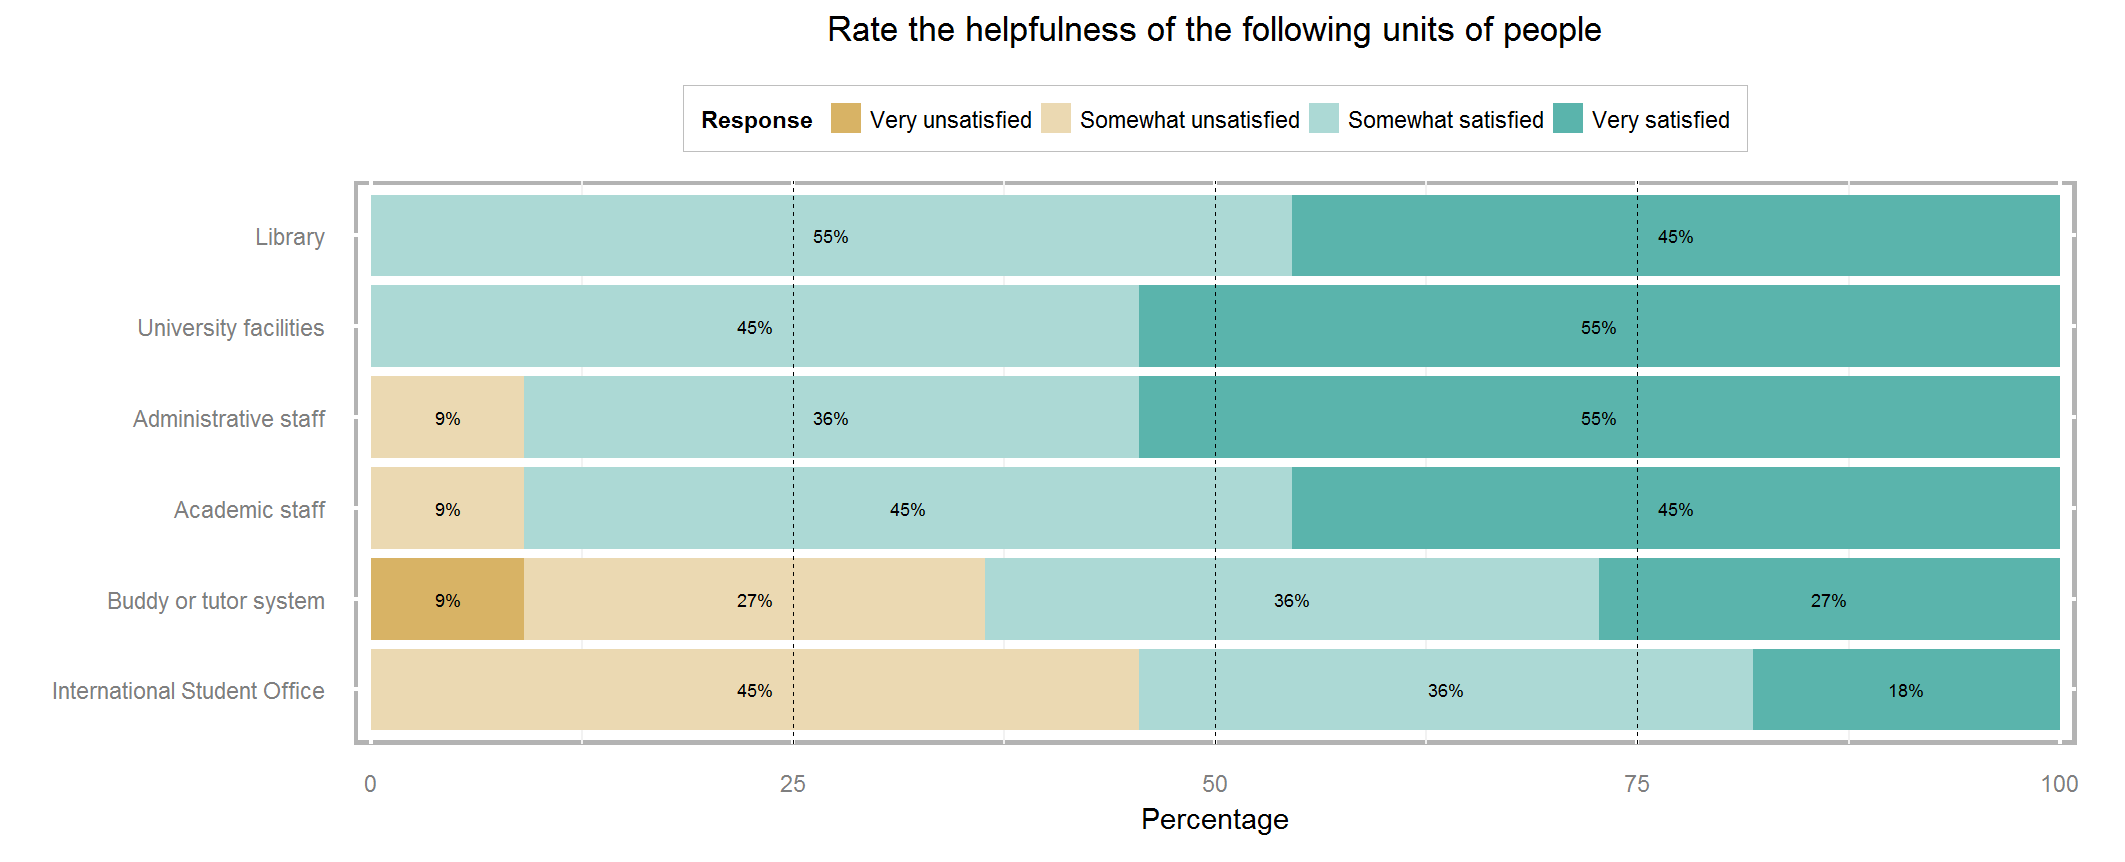 Rate the helpfulness of the following units of people
Response Very unsatisfied Somewhat unsatisfied Somewhat satisfied Very satisfied
Library 55% 45%
University facilities 45% 55%
Administrative staff 9% 36% 55%
Academic staff 9% 45% 45%
Buddy or tutor system 9% 27% 36% 27%
International Student Office 45% 36% 18%
0 25 50 75 100
Percentage